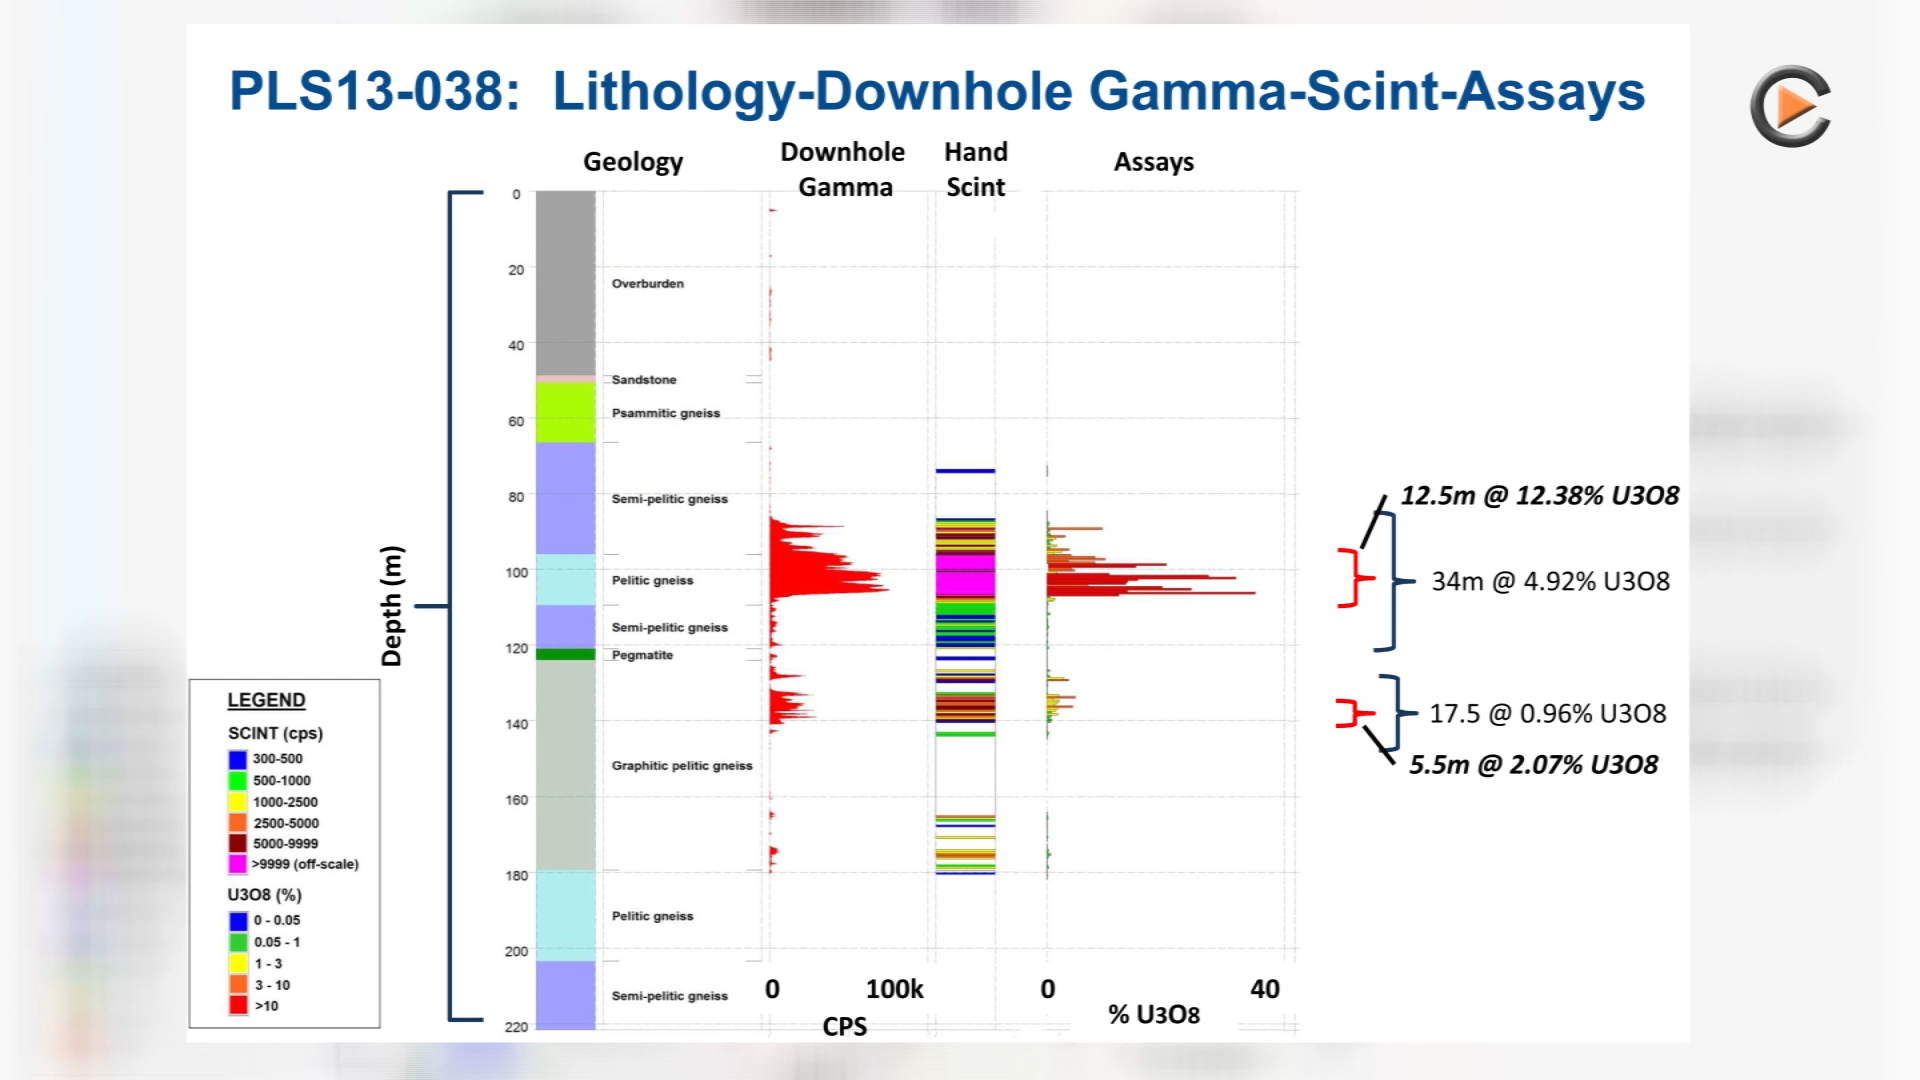 PLS13-038: Lithology-Downhole Gamma-Scint-Assays
Geology
Downhole
Gamma
Hand
Scint
Assays
Depth (m)
0
20
40
60
80
100
120
140
160
180
200
220
Overburden
Sandstone
Psammitic gneiss
Semi-pelitic gneiss
Pelitic gneiss
Semi-pelitic gneiss
Pegmatite
Graphitic pelitic gneiss
Pelitic gneiss
Semi-pelitic gneiss
0 100k
CPS
0 40
% U3O8
12.5m @ 12.38% U3O8
34m @ 4.92% U3O8
17.5 @ 0.96% U3O8
5.5m @ 2.07% U3O8
LEGEND
SCINT (cps)
300-500
500-1000
1000-2500
2500-5000
5000-9999
>9999 (off-scale)
U3O8 (%)
0 - 0.05
0.05 - 1
1 - 3
3 - 10
>10